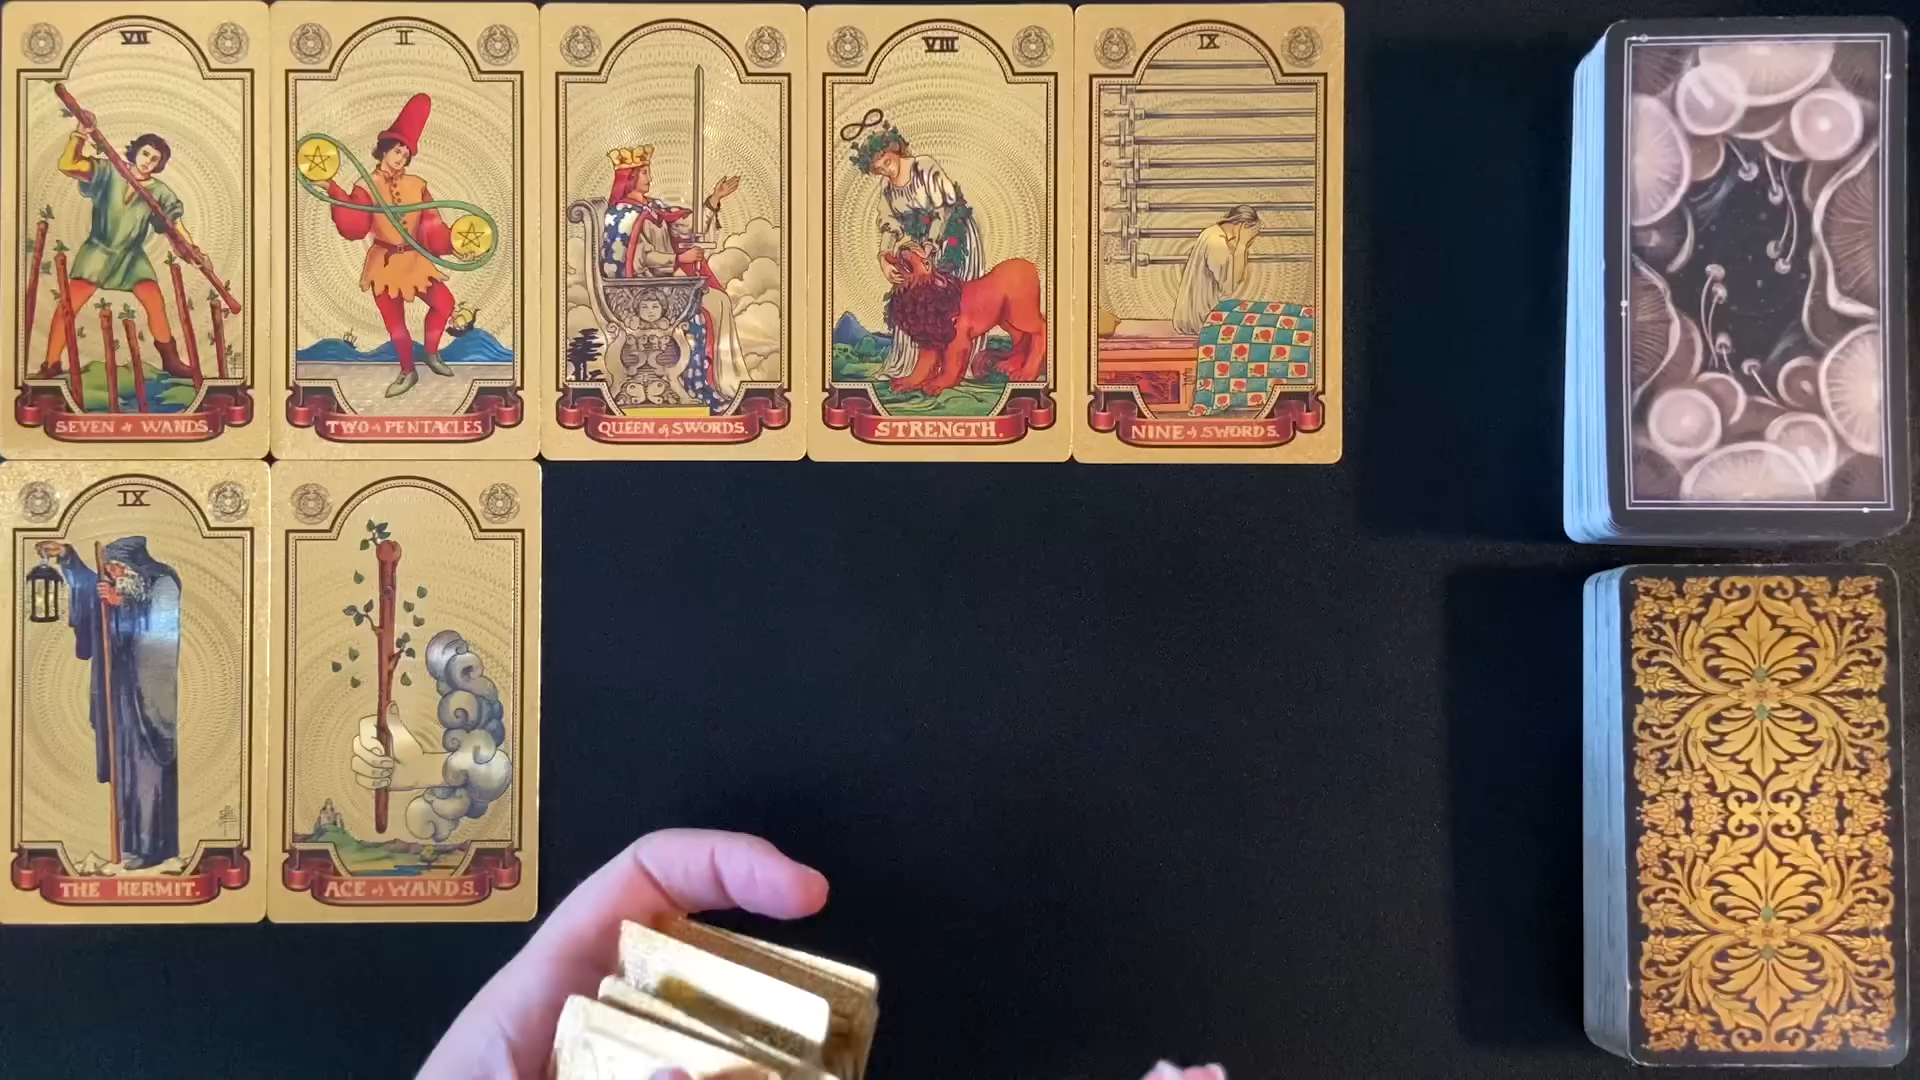 VII
SEVEN of WANDS.
II
TWO of PENTACLES
QUEEN of SWORDS.
VIII
STRENGTH.
IX
NINE of SWORDS.
IX
THE HERMIT.
ACE of WANDS.